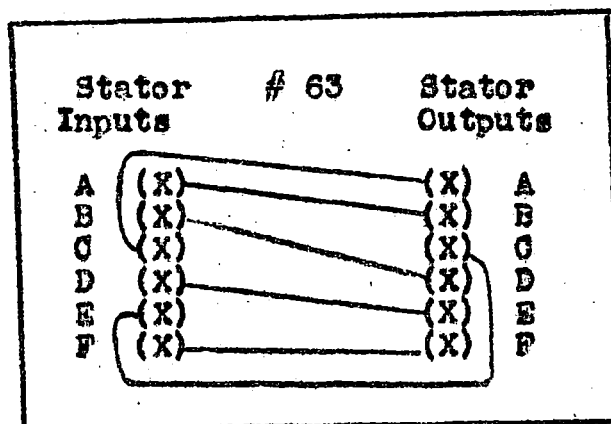 Stator # 63 Stator
Inputs Outputs
A (X) (X) A
B (X) (X) B
C (X) (X) C
D (X) (X) D
E (X) (X) E
F (X) (X) F